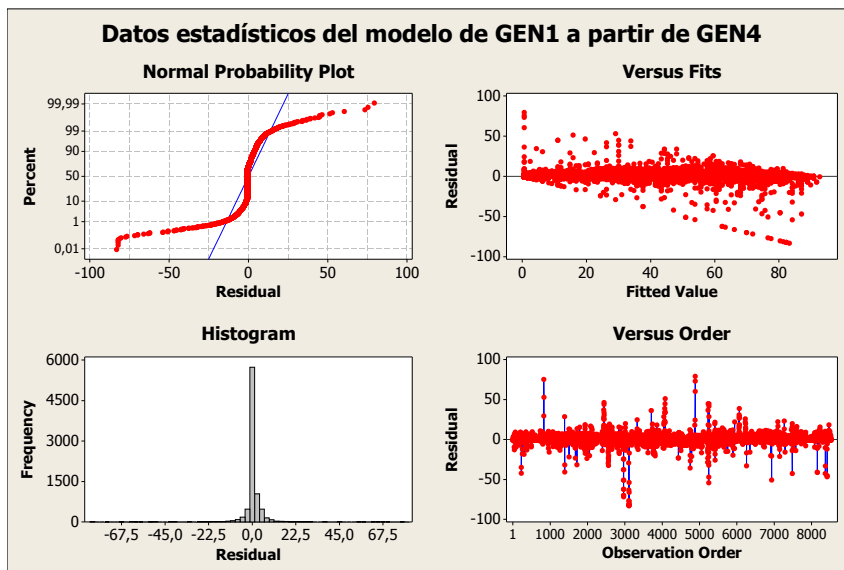 Datos estadísticos del modelo de GEN1 a partir de GEN4
Normal Probability Plot
99,99
99
90
50
10
1
0,01
Percent
-100 -50 0 50 100
Residual
Versus Fits
100
50
0
-50
-100
Residual
0 20 40 60 80
Fitted Value
Histogram
6000
4500
3000
1500
0
Frequency
-67,5 -45,0 -22,5 0,0 22,5 45,0 67,5
Residual
Versus Order
100
50
0
-50
-100
Residual
1 1000 2000 3000 4000 5000 6000 7000 8000
Observation Order